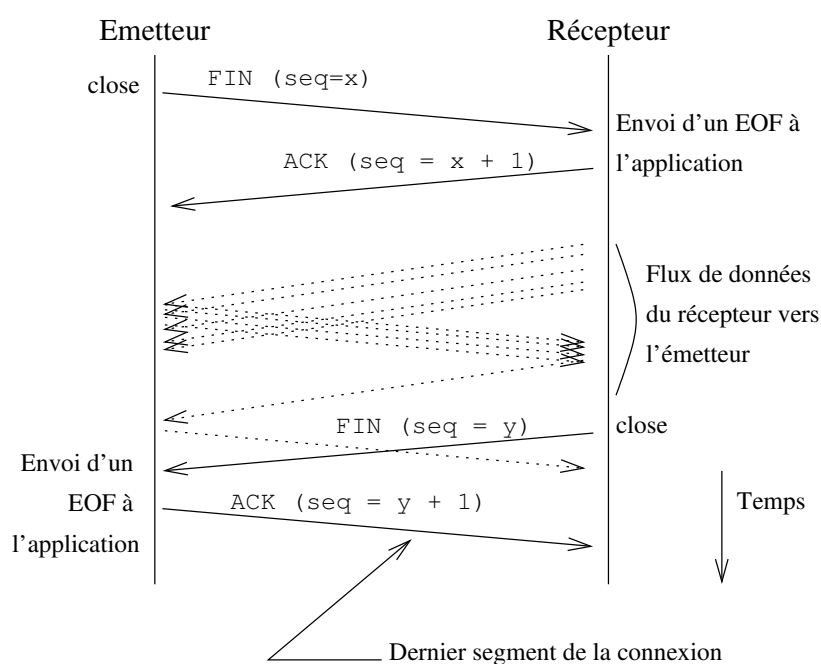 Emetteur
Récepteur
close
FIN (seq=x)
Envoi d'un EOF à
l'application
ACK (seq = x + 1)
Flux de données
du récepteur vers
l'émetteur
FIN (seq = y)
close
Envoi d'un
EOF à
l'application
ACK (seq = y + 1)
Temps
Dernier segment de la connexion